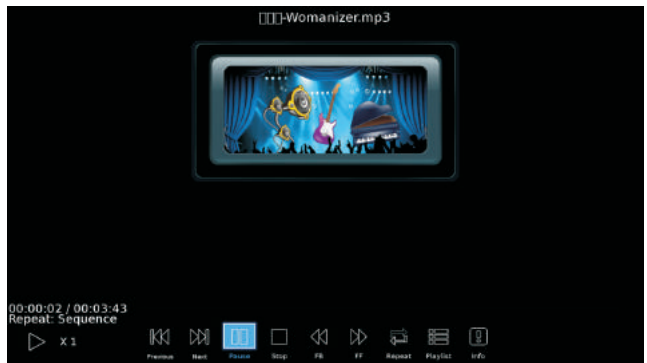 □□□-Womanizer.mp3
00:00:02 / 00:03:43
Repeat: Sequence
X 1
Previous Next Pause Stop FB FF Repeat Playlist Info